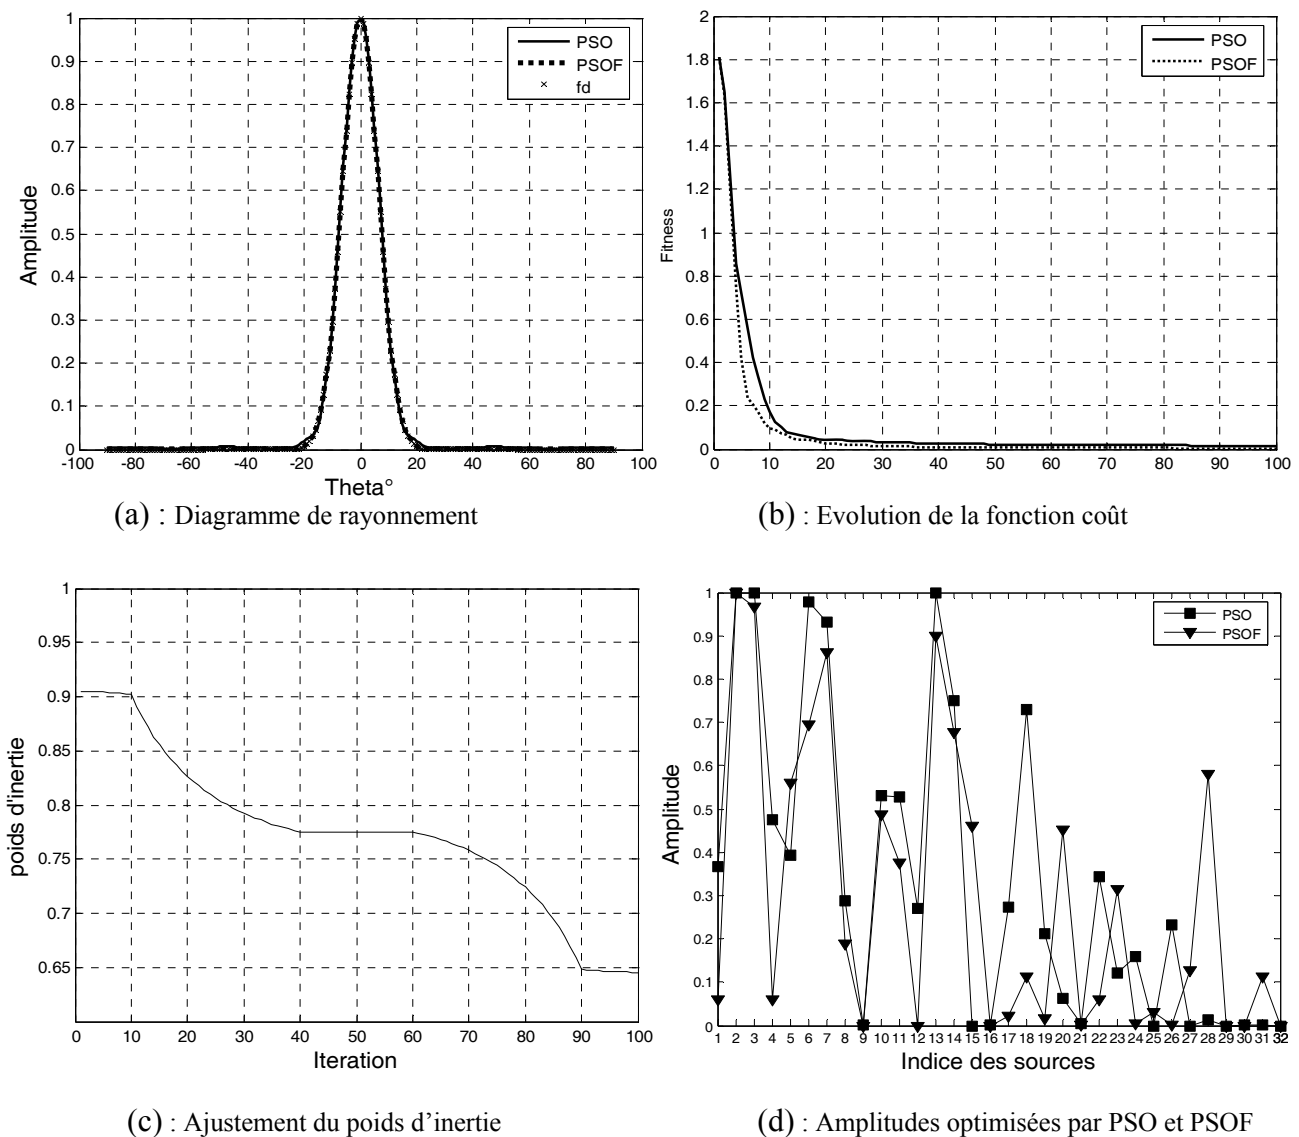 1
0.9
0.8
0.7
0.6
0.5
0.4
0.3
0.2
0.1
0
-100 -80 -60 -40 -20 0 20 40 60 80 100
Amplitude
Theta°
PSO
PSOF
fd
(a) : Diagramme de rayonnement
2
1.8
1.6
1.4
1.2
1
0.8
0.6
0.4
0.2
0
0 10 20 30 40 50 60 70 80 90 100
Fitness
PSO
PSOF
(b) : Evolution de la fonction coût
1
0.95
0.9
0.85
0.8
0.75
0.7
0.65
0 10 20 30 40 50 60 70 80 90 100
poids d'inertie
Iteration
(c) : Ajustement du poids d’inertie
1
0.9
0.8
0.7
0.6
0.5
0.4
0.3
0.2
0.1
0
1 2 3 4 5 6 7 8 9 10 11 12 13 14 15 16 17 18 19 20 21 22 23 24 25 26 27 28 29 30 31 32
Amplitude
Indice des sources
PSO
PSOF
(d) : Amplitudes optimisées par PSO et PSOF